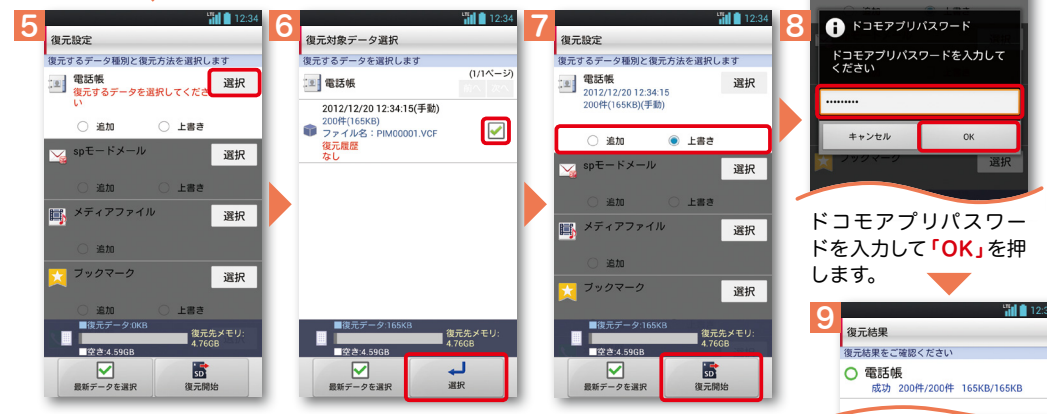 5
12:34
復元設定
復元するデータ種別と復元方法を選択します
電話帳
復元するデータを選択してくださ
い
選択
追加
上書き
spモードメール
選択
追加
上書き
メディアファイル
選択
追加
ブックマーク
選択
追加
上書き
■復元データ:0KB
復元先メモリ:
4.76GB
■空き:4.59GB
最新データを選択
復元開始
6
12:34
復元対象データ選択
復元するデータを選択します
電話帳
(1/1ページ)
2012/12/20 12:34:15(手動)
200件(165KB)
ファイル名:PIM00001.VCF
復元履歴
なし
■復元データ:165KB
復元先メモリ:
4.76GB
■空き:4.59GB
最新データを選択
選択
7
12:34
復元設定
復元するデータ種別と復元方法を選択します
電話帳
2012/12/20 12:34:15
200件(165KB)(手動)
選択
追加
上書き
spモードメール
選択
追加
上書き
メディアファイル
選択
追加
ブックマーク
選択
■復元データ:165KB
復元先メモリ:
4.76GB
■空き:4.59GB
最新データを選択
復元開始
8
ドコモアプリパスワード
ドコモアプリパスワードを入力して
ください
キャンセル
OK
ブックマーク
選択
ドコモアプリパスワー
ドを入力して「OK」を押
します。
9
復元結果
復元結果をご確認ください
電話帳
成功 200件/200件 165KB/165KB